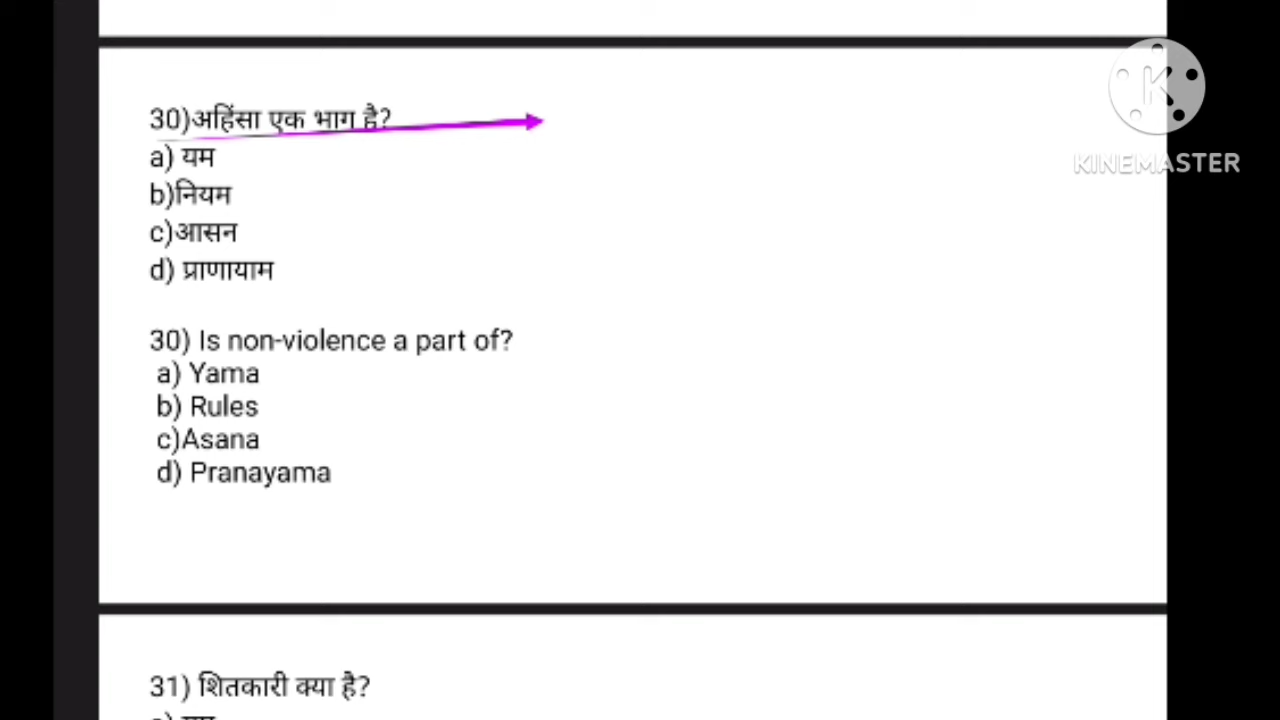 30)अहिंसा एक भाग है?
a) यम
b)नियम
c)आसन
d) प्राणायाम
30) Is non-violence a part of?
a) Yama
b) Rules
c)Asana
d) Pranayama
31) शितकारी क्या है?
KINEMASTER